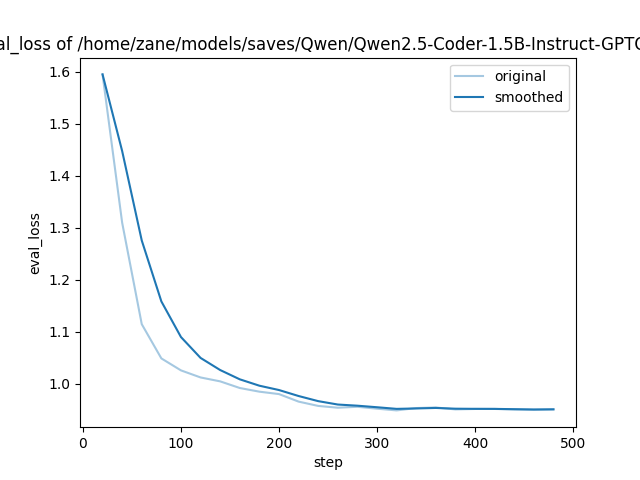 al_loss of /home/zane/models/saves/Qwen/Qwen2.5-Coder-1.5B-Instruct-GPTQ
original
smoothed
1.6
1.5
1.4
1.3
1.2
1.1
1.0
eval_loss
0
100
200
300
400
500
step